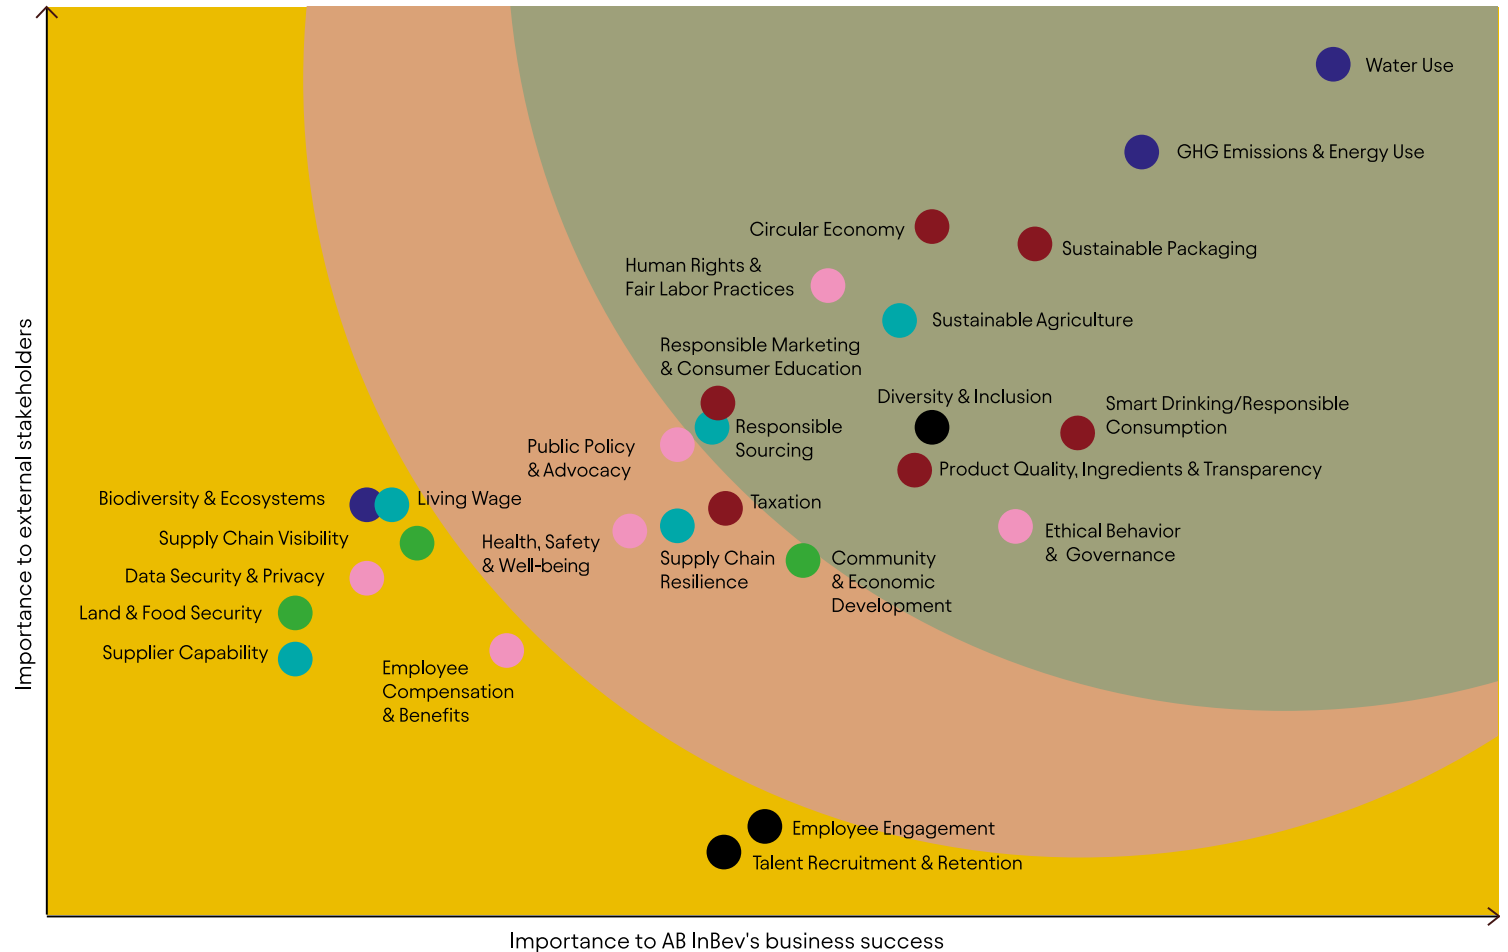 Water Use
GHG Emissions & Energy Use
Circular Economy
Sustainable Packaging
Human Rights &
Fair Labor Practices
Sustainable Agriculture
Responsible Marketing
& Consumer Education
Diversity & Inclusion
Smart Drinking/Responsible
Consumption
Responsible
Sourcing
Public Policy
& Advocacy
Product Quality, Ingredients & Transparency
Biodiversity & Ecosystems
Living Wage
Taxation
Supply Chain Visibility
Health, Safety
& Well-being
Ethical Behavior
& Governance
Supply Chain
Resilience
Community
& Economic
Development
Data Security & Privacy
Land & Food Security
Supplier Capability
Employee
Compensation
& Benefits
Employee Engagement
Talent Recruitment & Retention
Importance to external stakeholders
Importance to AB InBev's business success